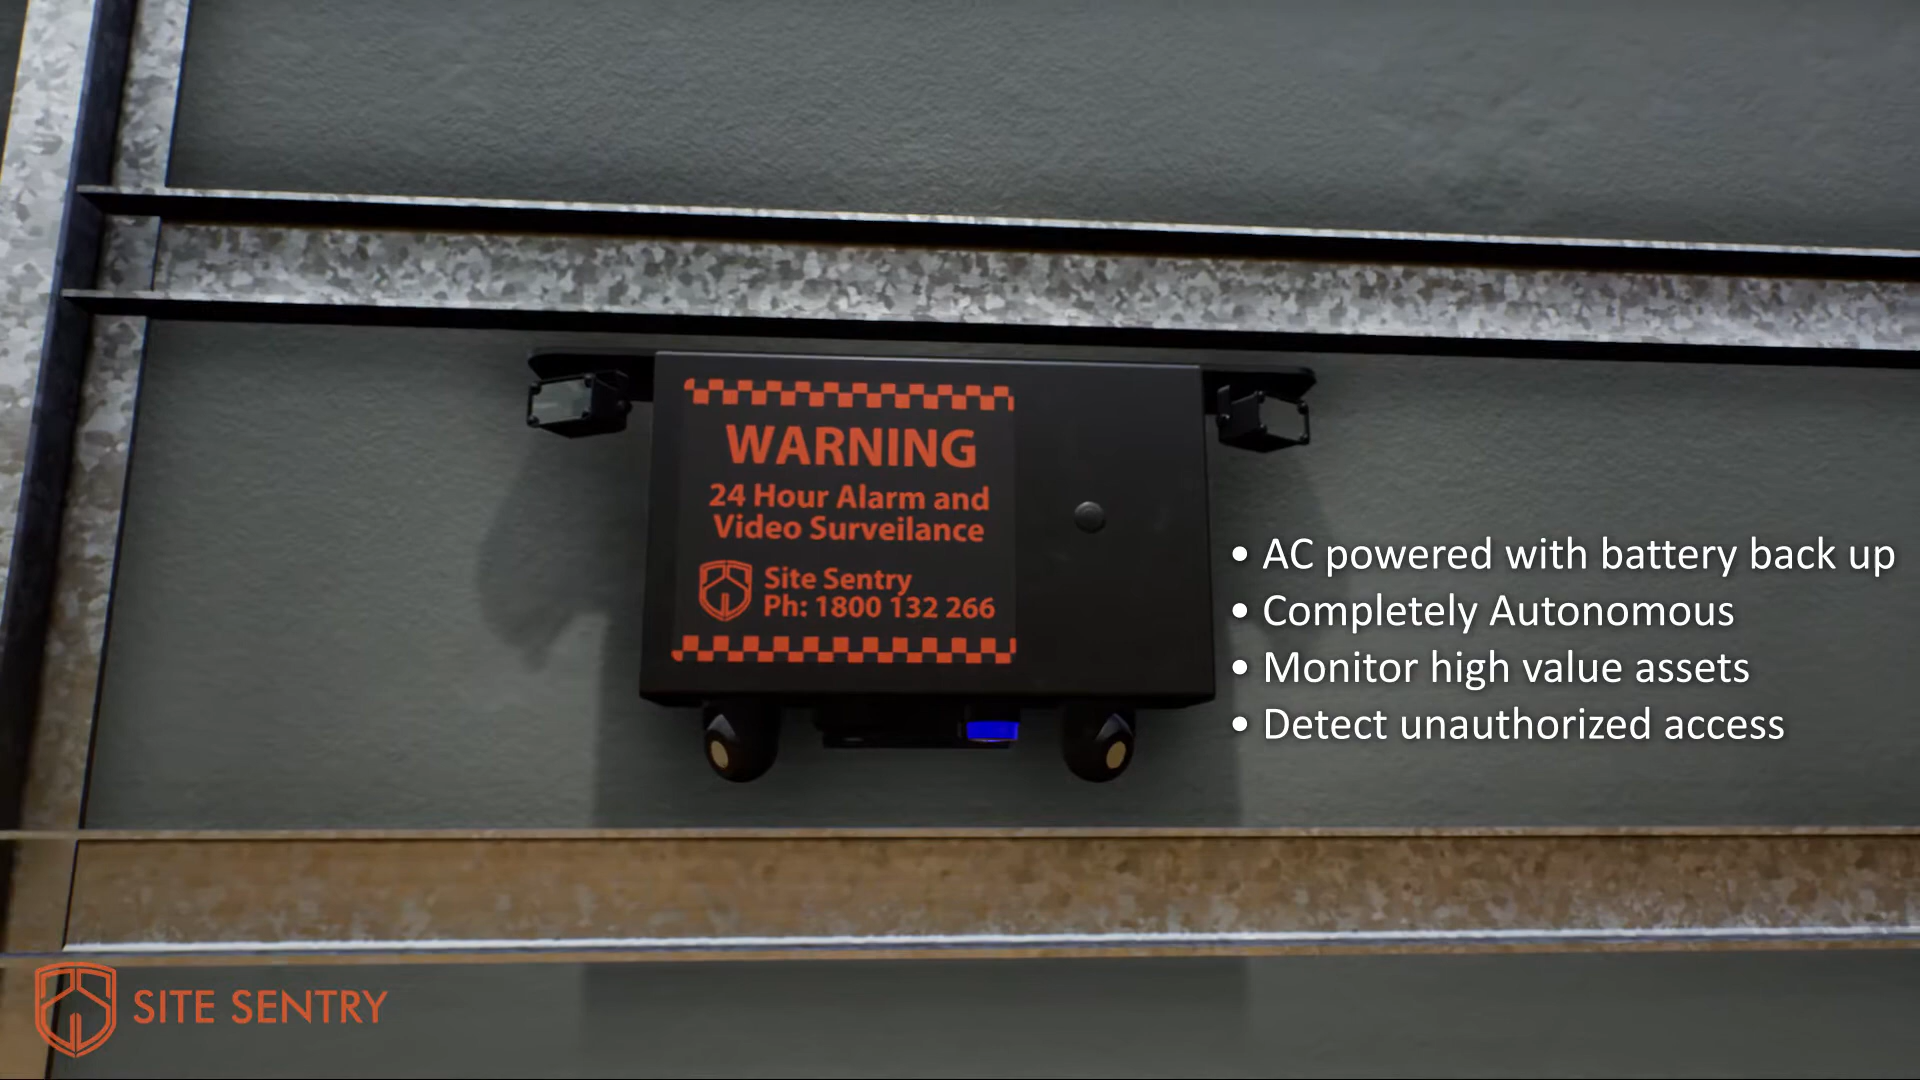 WARNING
24 Hour Alarm and
Video Surveilance
Site Sentry
Ph: 1800 132 266
• AC powered with battery back up
• Completely Autonomous
• Monitor high value assets
• Detect unauthorized access
SITE SENTRY